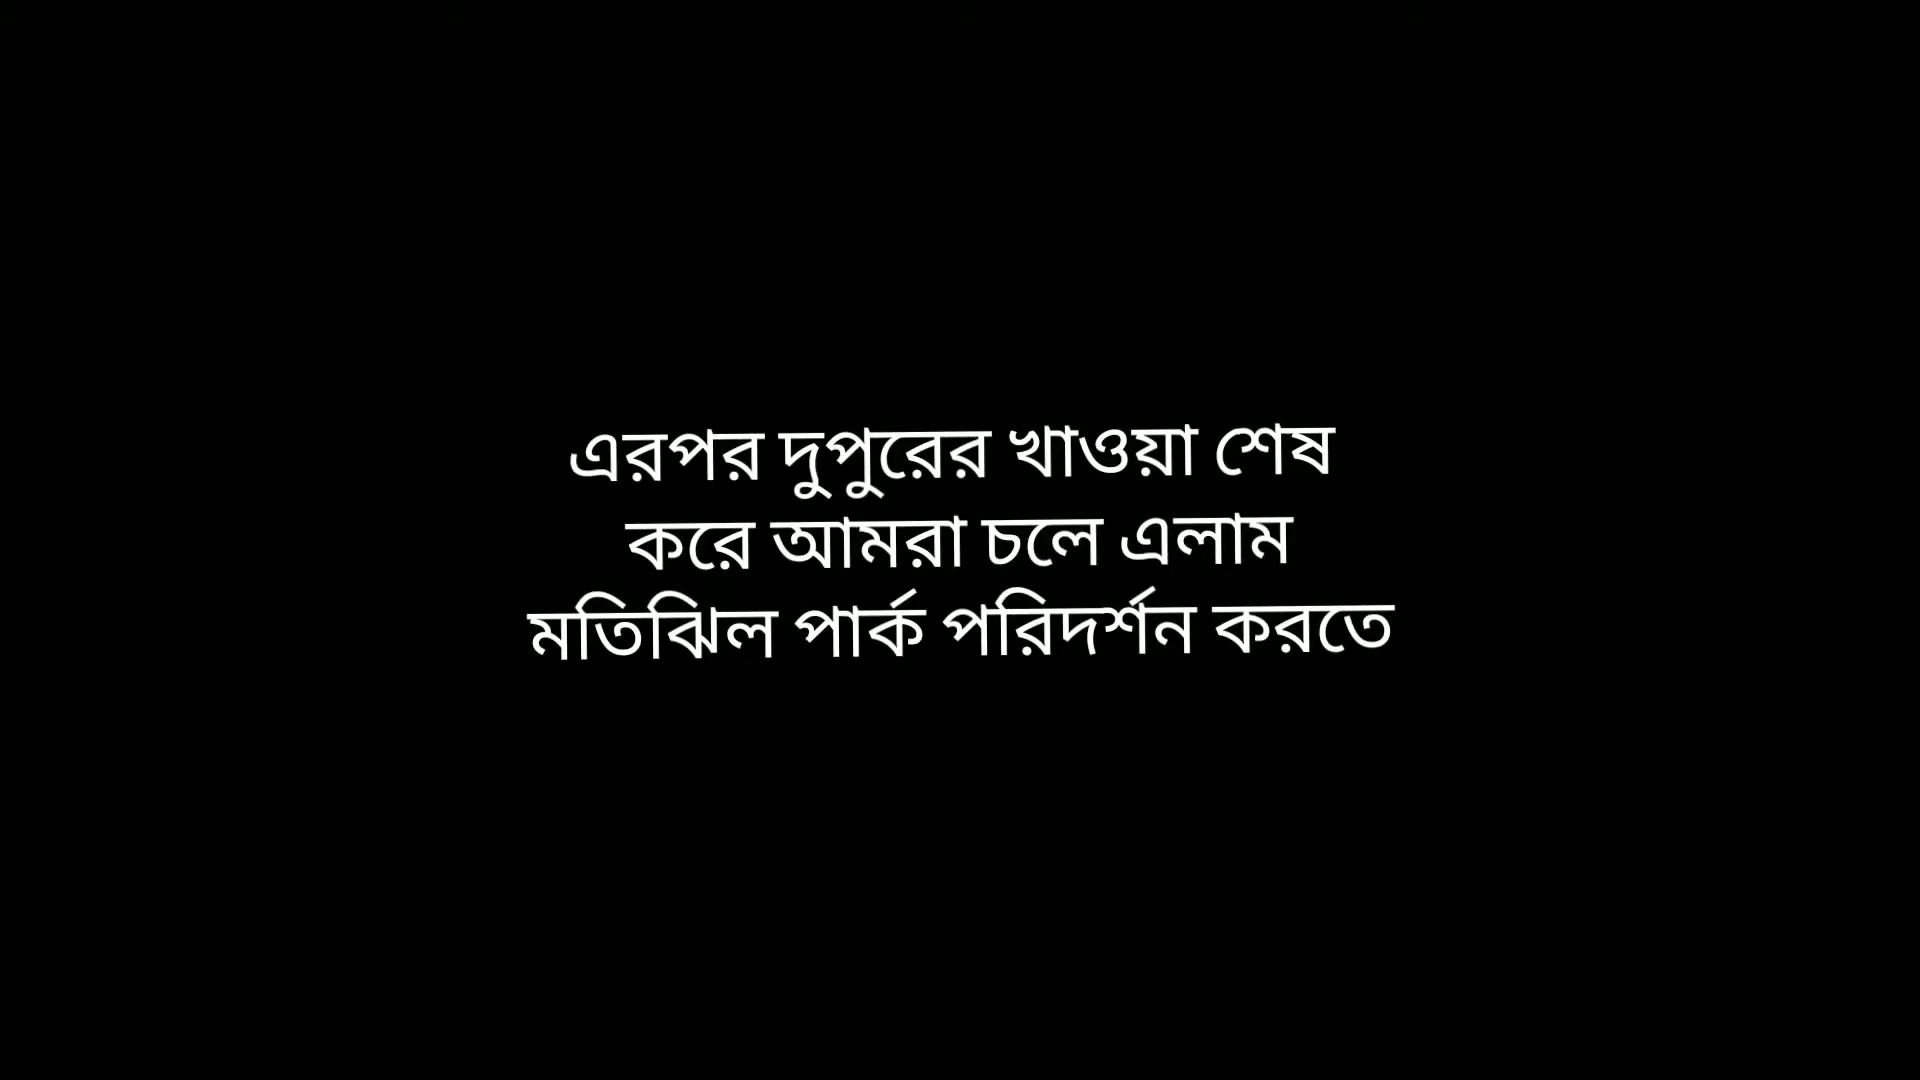 এরপর দুপুরের খাওয়া শেষ
করে আমরা চলে এলাম
মতিঝিল পার্ক পরিদর্শন করতে